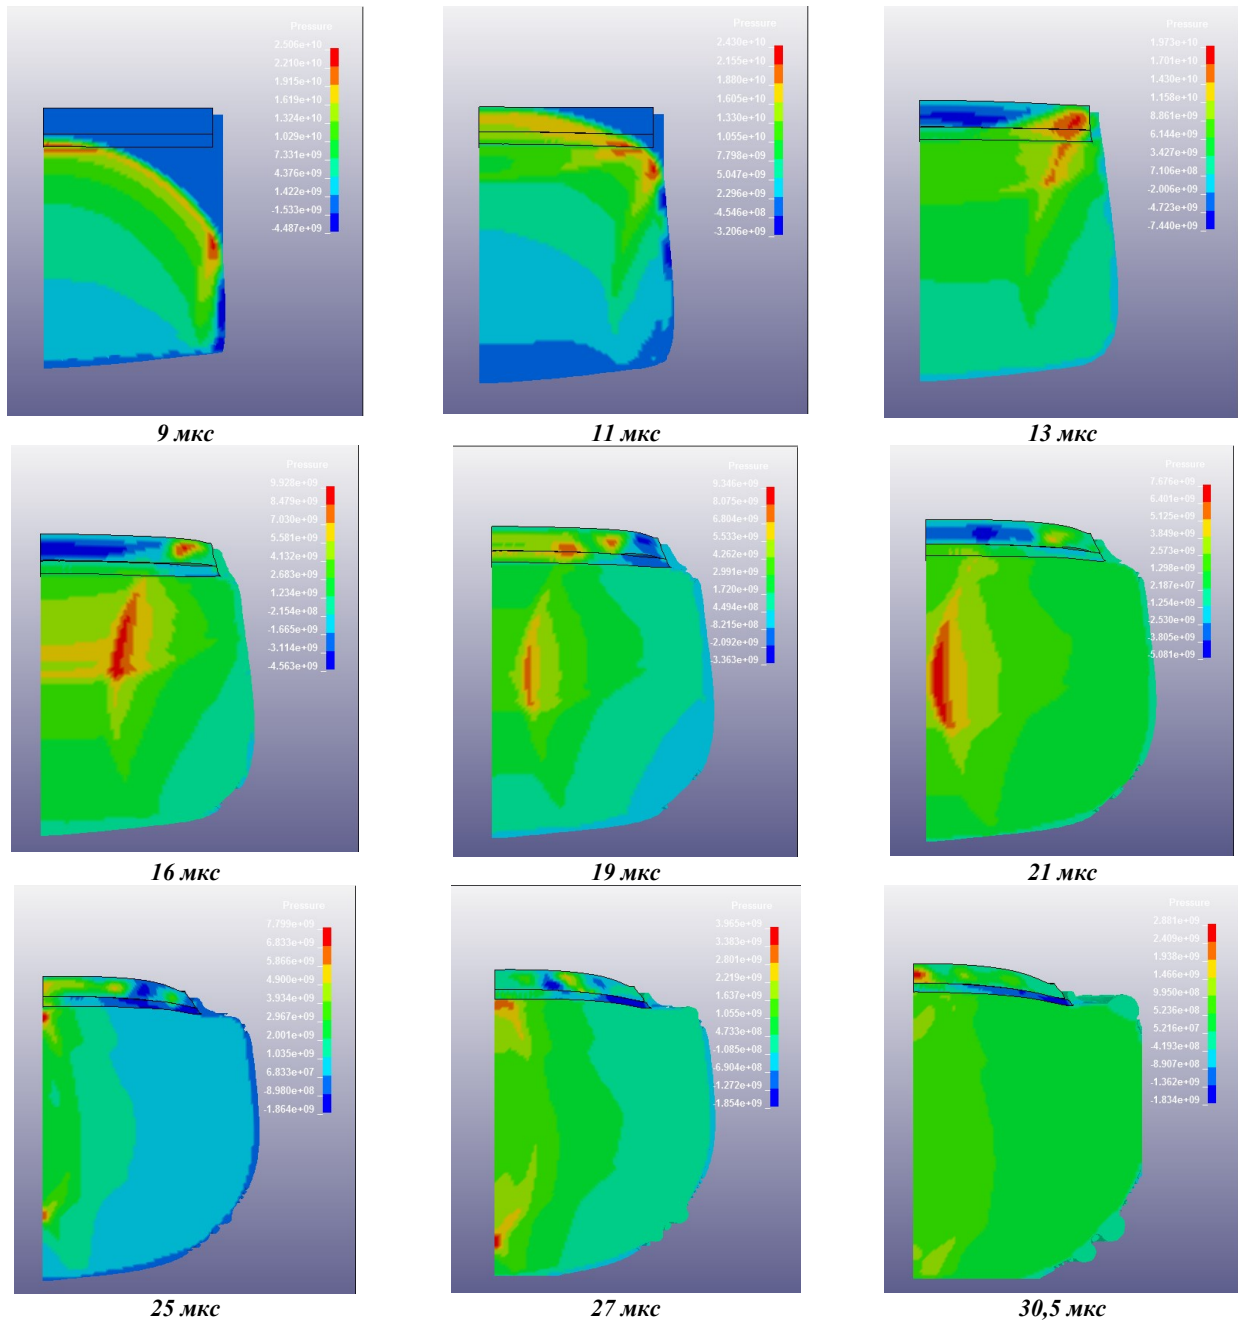 Pressure
2.506e+10
2.210e+10
1.915e+10
1.619e+10
1.324e+10
1.029e+10
7.331e+09
4.376e+09
1.422e+09
-1.533e+09
-4.487e+09
9 мкс
Pressure
2.430e+10
2.155e+10
1.880e+10
1.605e+10
1.330e+10
1.055e+10
7.798e+09
5.047e+09
2.296e+09
-4.546e+08
-3.206e+09
11 мкс
Pressure
1.973e+10
1.701e+10
1.430e+10
1.158e+10
8.861e+09
6.144e+09
3.427e+09
7.106e+08
-2.006e+09
-4.723e+09
-7.440e+09
13 мкс
Pressure
9.928e+09
8.479e+09
7.030e+09
5.581e+09
4.132e+09
2.683e+09
1.234e+09
-2.154e+08
-1.665e+09
-3.114e+09
-4.563e+09
16 мкс
Pressure
9.346e+09
8.075e+09
6.804e+09
5.533e+09
4.262e+09
2.991e+09
1.720e+09
4.494e+08
-8.215e+08
-2.092e+09
-3.363e+09
19 мкс
Pressure
7.676e+09
6.401e+09
5.125e+09
3.849e+09
2.573e+09
1.298e+09
2.187e+07
-1.254e+09
-2.530e+09
-3.805e+09
-5.081e+09
21 мкс
Pressure
7.799e+09
6.833e+09
5.866e+09
4.900e+09
3.934e+09
2.967e+09
2.001e+09
1.035e+09
6.833e+07
-8.980e+08
-1.864e+09
25 мкс
Pressure
3.965e+09
3.383e+09
2.801e+09
2.219e+09
1.637e+09
1.055e+09
4.733e+08
-1.085e+08
-6.904e+08
-1.272e+09
-1.854e+09
27 мкс
Pressure
2.881e+09
2.409e+09
1.938e+09
1.466e+09
9.950e+08
5.236e+08
5.216e+07
-4.193e+08
-8.907e+08
-1.362e+09
-1.834e+09
30,5 мкс